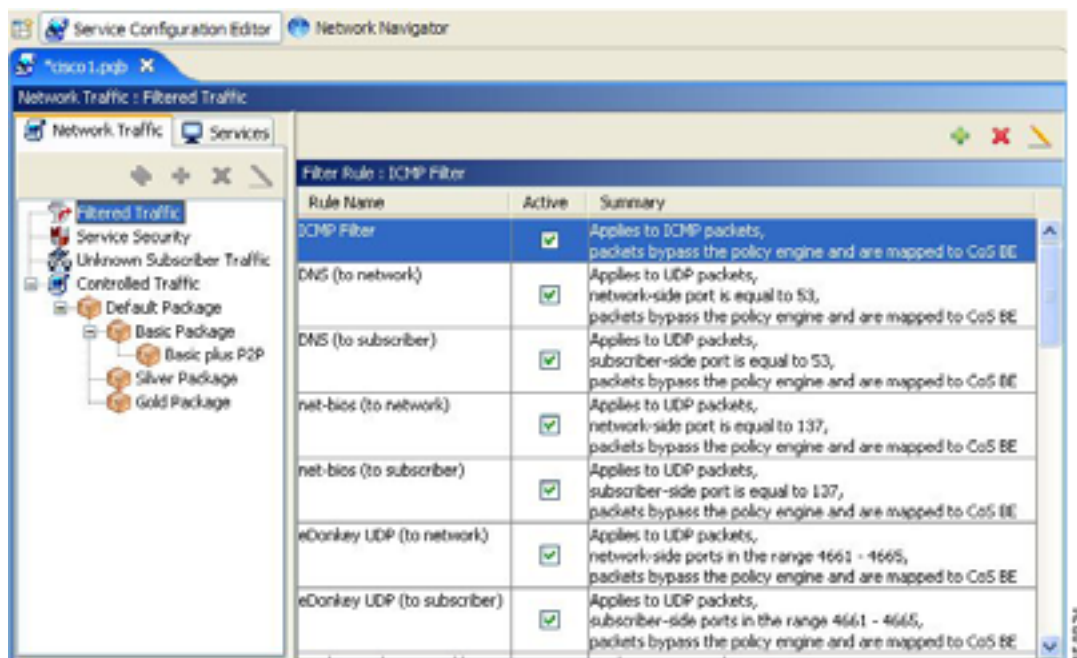 Service Configuration Editor
Network Navigator
*cisco1.pqb
Network Traffic : Filtered Traffic
Network Traffic
Services
Filtered Traffic
Service Security
Unknown Subscriber Traffic
Controlled Traffic
Default Package
Basic Package
Basic plus P2P
Silver Package
Gold Package
Filter Rule : ICMP Filter
Rule Name Active Summary
ICMP Filter
Applies to ICMP packets,
packets bypass the policy engine and are mapped to CoS BE
DNS (to network)
Applies to UDP packets,
network-side port is equal to 53,
packets bypass the policy engine and are mapped to CoS BE
DNS (to subscriber)
Applies to UDP packets,
subscriber-side port is equal to 53,
packets bypass the policy engine and are mapped to CoS BE
net-bios (to network)
Applies to UDP packets,
network-side port is equal to 137,
packets bypass the policy engine and are mapped to CoS BE
net-bios (to subscriber)
Applies to UDP packets,
subscriber-side port is equal to 137,
packets bypass the policy engine and are mapped to CoS BE
eDonkey UDP (to network)
Applies to UDP packets,
network-side ports in the range 4661 - 4665,
packets bypass the policy engine and are mapped to CoS BE
eDonkey UDP (to subscriber)
Applies to UDP packets,
subscriber-side ports in the range 4661 - 4665,
packets bypass the policy engine and are mapped to CoS BE